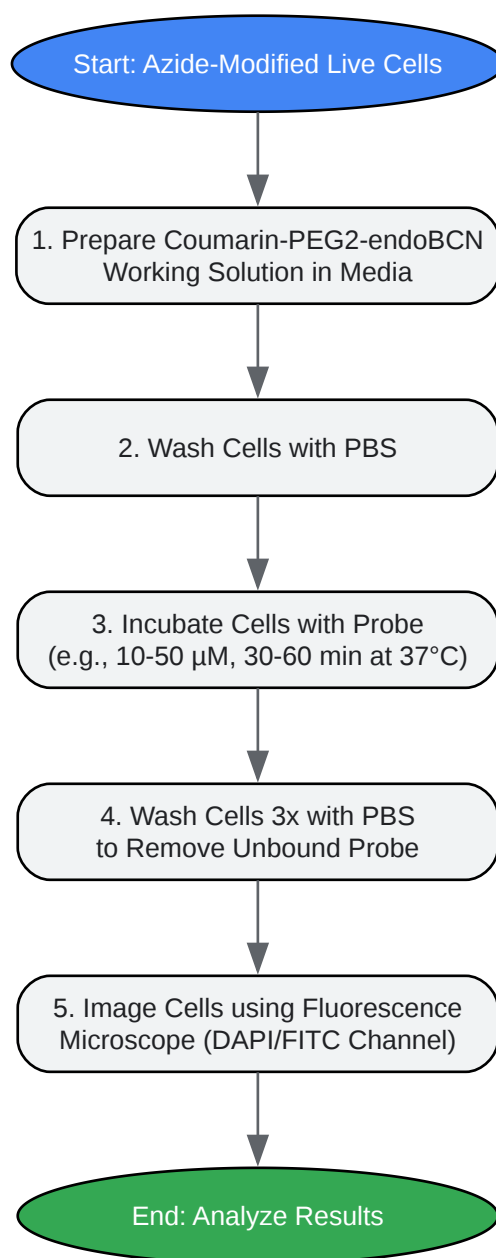 Start: Azide-Modified Live Cells
1. Prepare Coumarin-PEG2-endoBCN
Working Solution in Media
2. Wash Cells with PBS
3. Incubate Cells with Probe
(e.g., 10-50 µM, 30-60 min at 37°C)
4. Wash Cells 3x with PBS
to Remove Unbound Probe
5. Image Cells using Fluorescence
Microscope (DAPI/FITC Channel)
End: Analyze Results